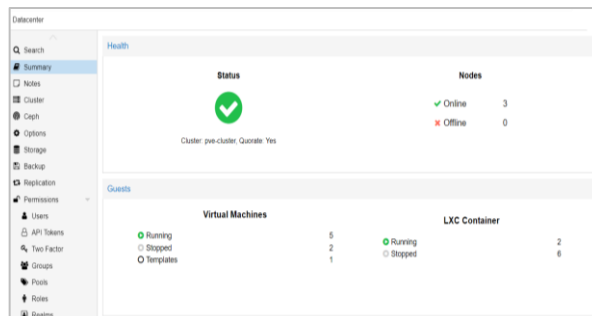 Datacenter
Search
Summary
Notes
Cluster
Ceph
Options
Storage
Backup
Replication
Permissions
Users
API Tokens
Two Factor
Groups
Pools
Roles
Realms
Health
Status
Cluster: pve-cluster, Quorate: Yes
Nodes
Online 3
Offline 0
Guests
Virtual Machines
Running 5
Stopped 2
Templates 1
LXC Container
Running 2
Stopped 6